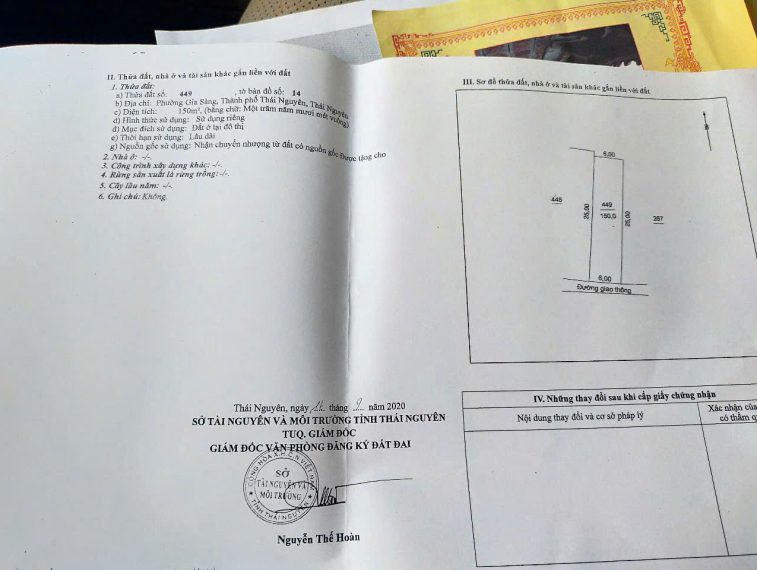 II. Thửa đất, nhà ở và tài sản khác gắn liền với đất
1. Thửa đất:
a) Thửa đất số: 449 , tờ bản đồ số: 14
b) Địa chỉ: Phường Gia Sàng, Thành phố Thái Nguyên, Thái Nguyên
c) Diện tích: 150m², (bằng chữ: Một trăm năm mươi mét vuông)
d) Hình thức sử dụng: Sử dụng riêng
đ) Mục đích sử dụng: Đất ở tại đô thị
e) Thời hạn sử dụng: Lâu dài
g) Nguồn gốc sử dụng: Nhận chuyển nhượng từ đất có nguồn gốc Được tặng cho
2. Nhà ở: -/-.
3. Công trình xây dựng khác: -/-.
4. Rừng sản xuất là rừng trồng: -/-.
5. Cây lâu năm: -/-.
6. Ghi chú: Không.
Thái Nguyên, ngày tháng 2 năm 2020
SỞ TÀI NGUYÊN VÀ MÔI TRƯỜNG TỈNH THÁI NGUYÊN
TUQ. GIÁM ĐỐC
GIÁM ĐỐC VĂN PHÒNG ĐĂNG KÝ ĐẤT ĐAI
CỘNG HÒA X.H.C.N VIỆT NAM
SỞ
TÀI NGUYÊN VÀ
MÔI TRƯỜNG
TỈNH THÁI NGUYÊN
Nguyễn Thế Hoàn
III. Sơ đồ thửa đất, nhà ở và tài sản khác gắn liền với đất
B
6,00
448
25,00
449
150,0
25,00
257
6,00
Đường giao thông
IV. Những thay đổi sau khi cấp giấy chứng nhận
Nội dung thay đổi và cơ sở pháp lý
Xác nhận của
có thẩm q